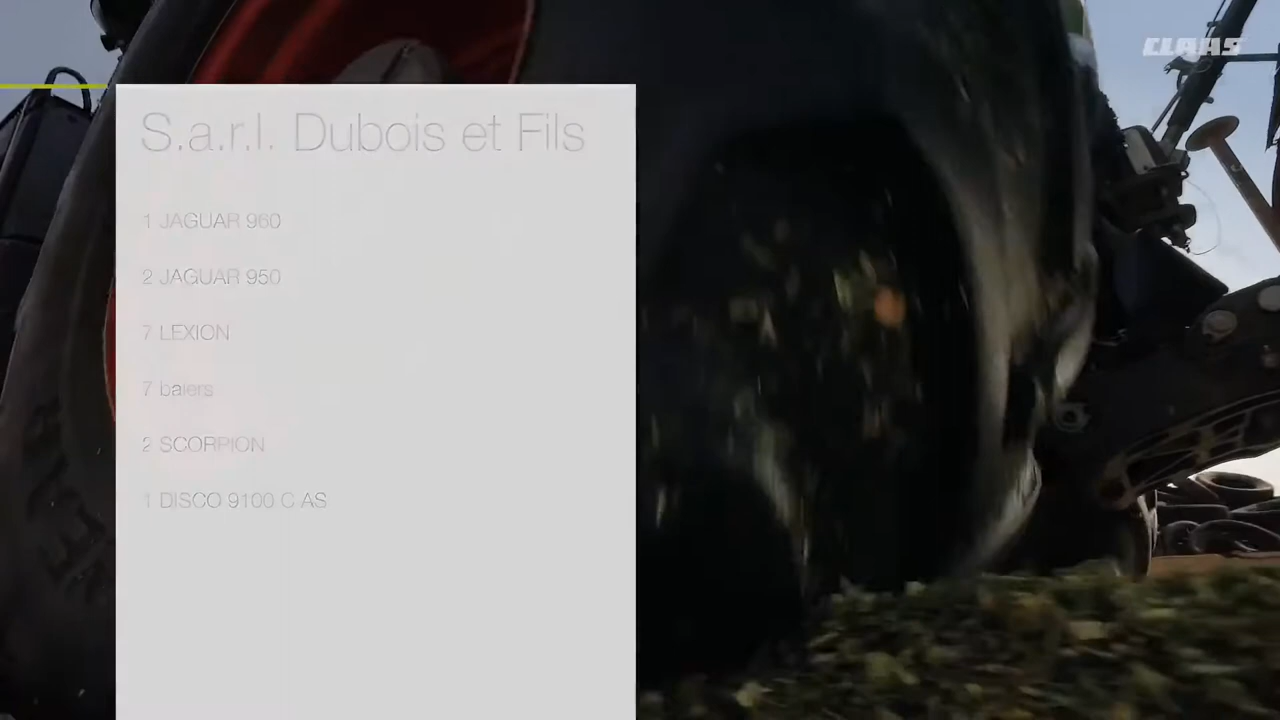 CLAAS
S.a.r.l. Dubois et Fils
1 JAGUAR 960
2 JAGUAR 950
7 LEXION
7 balers
2 SCORPION
1 DISCO 9100 C AS